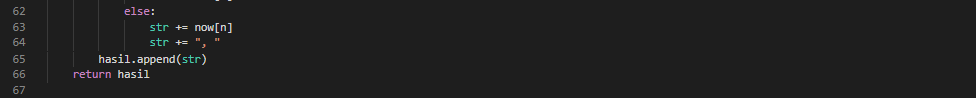 62 else:
63 str += now[n]
64 str += ", "
65 hasil.append(str)
66 return hasil
67